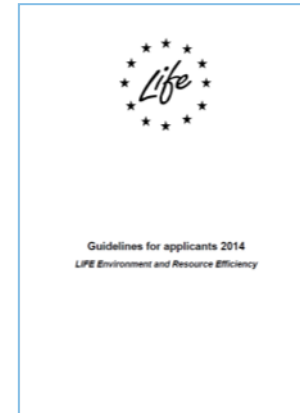 Life
Guidelines for applicants 2014
LIFE Environment and Resource Efficiency